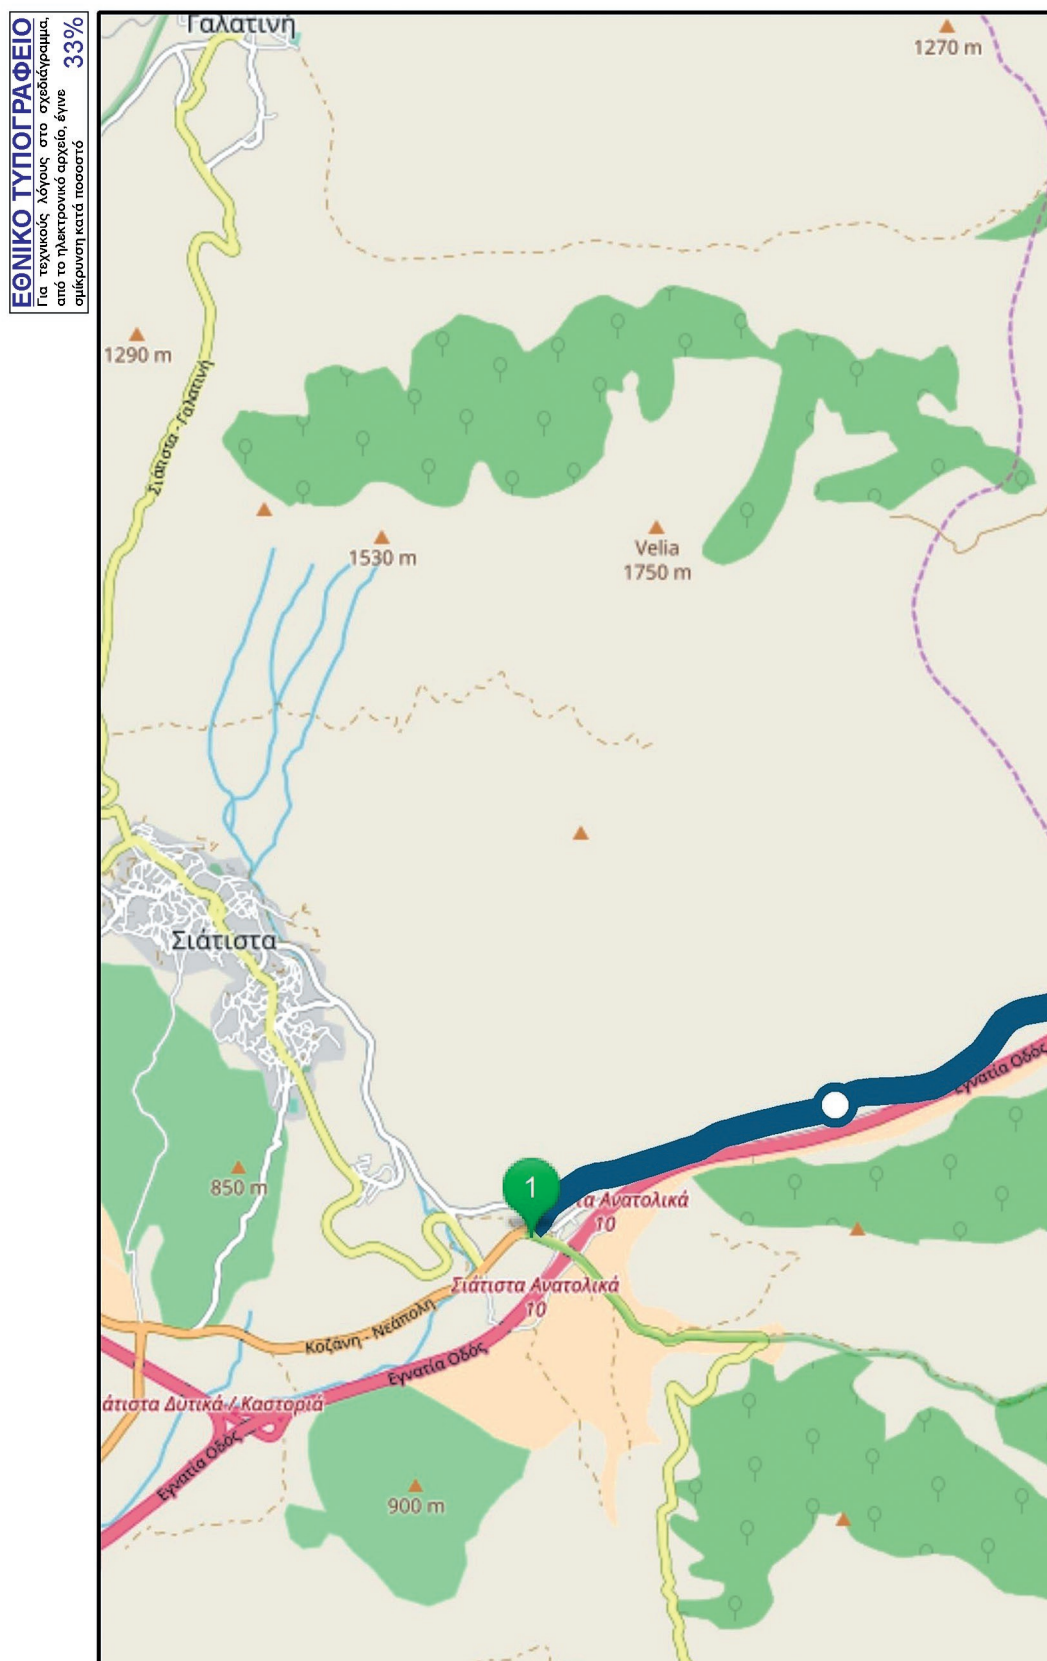 ΕΘΝΙΚΟ ΤΥΠΟΓΡΑΦΕΙΟ
Για τεχνικούς λόγους στο σχεδιάγραμμα,
από το ηλεκτρονικό αρχείο, έγινε
σμίκρυνση κατά ποσοστό
33%
Γαλατινή
1270 m
1290 m
Σιάτιστα - Γαλατινή
1530 m
Velia
1750 m
Σιάτιστα
Εγνατία Οδός
850 m
1
τα Ανατολικά
10
Σιάτιστα Ανατολικά
10
Κοζάνη - Νεάπολη
Εγνατία Οδός
άτιστα Δυτικά / Καστοριά
Εγνατία Οδός
900 m